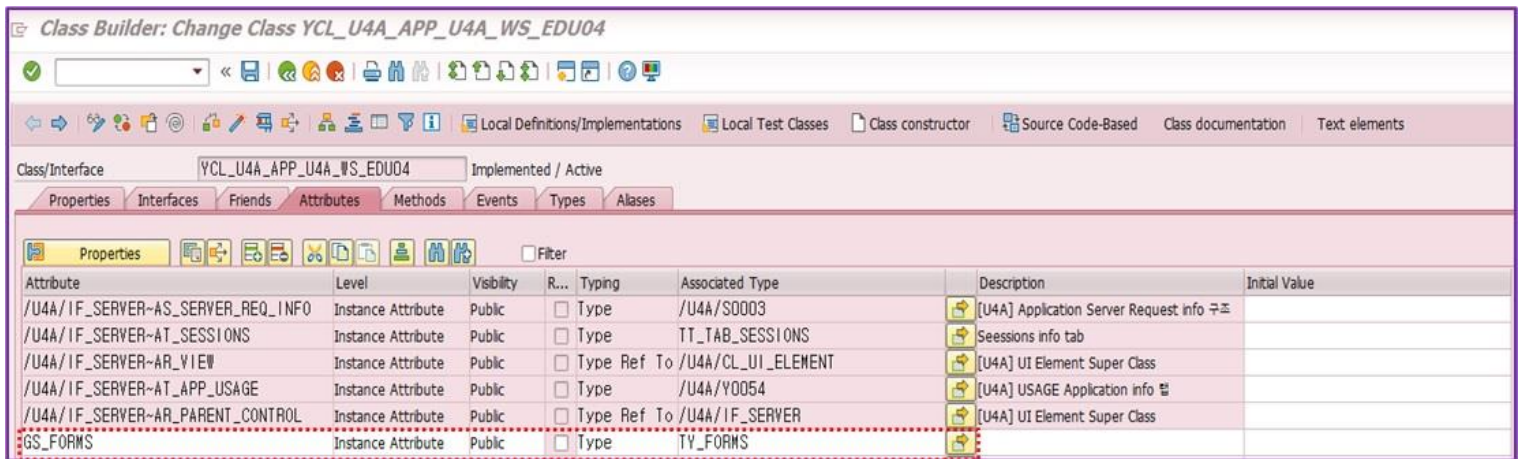 Class Builder: Change Class YCL_U4A_APP_U4A_WS_EDU04
Local Definitions/Implementations Local Test Classes Class constructor Source Code-Based Class documentation Text elements
Class/Interface YCL_U4A_APP_U4A_WS_EDU04 Implemented / Active
Properties Interfaces Friends Attributes Methods Events Types Aliases
Properties Filter
Attribute Level Visibility R... Typing Associated Type Description Initial Value
/U4A/IF_SERVER~AS_SERVER_REQ_INFO Instance Attribute Public Type /U4A/S0003 [U4A] Application Server Request info 구조
/U4A/IF_SERVER~AT_SESSIONS Instance Attribute Public Type TT_TAB_SESSIONS Seessions info tab
/U4A/IF_SERVER~AR_VIEW Instance Attribute Public Type Ref To /U4A/CL_UI_ELEMENT [U4A] UI Element Super Class
/U4A/IF_SERVER~AT_APP_USAGE Instance Attribute Public Type /U4A/Y0054 [U4A] USAGE Application info 탭
/U4A/IF_SERVER~AR_PARENT_CONTROL Instance Attribute Public Type Ref To /U4A/IF_SERVER [U4A] UI Element Super Class
GS_FORMS Instance Attribute Public Type TY_FORMS